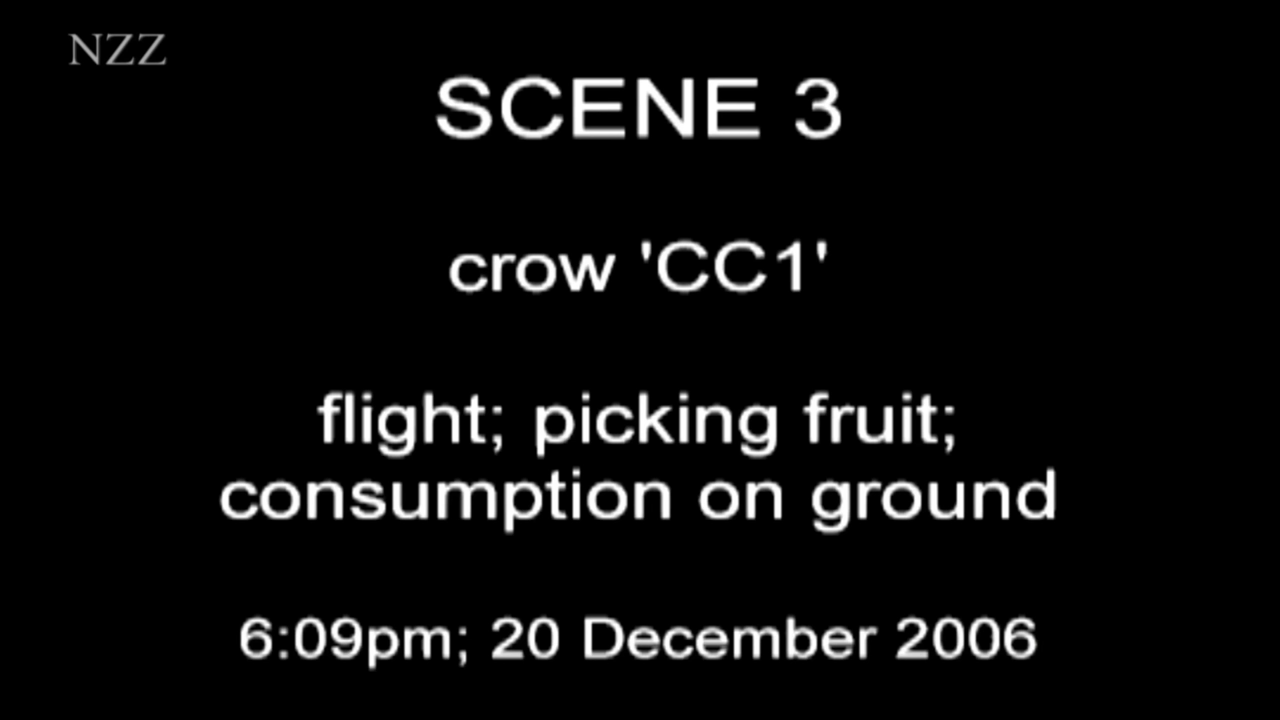 NZZ
SCENE 3
crow 'CC1'
flight; picking fruit;
consumption on ground
6:09pm; 20 December 2006